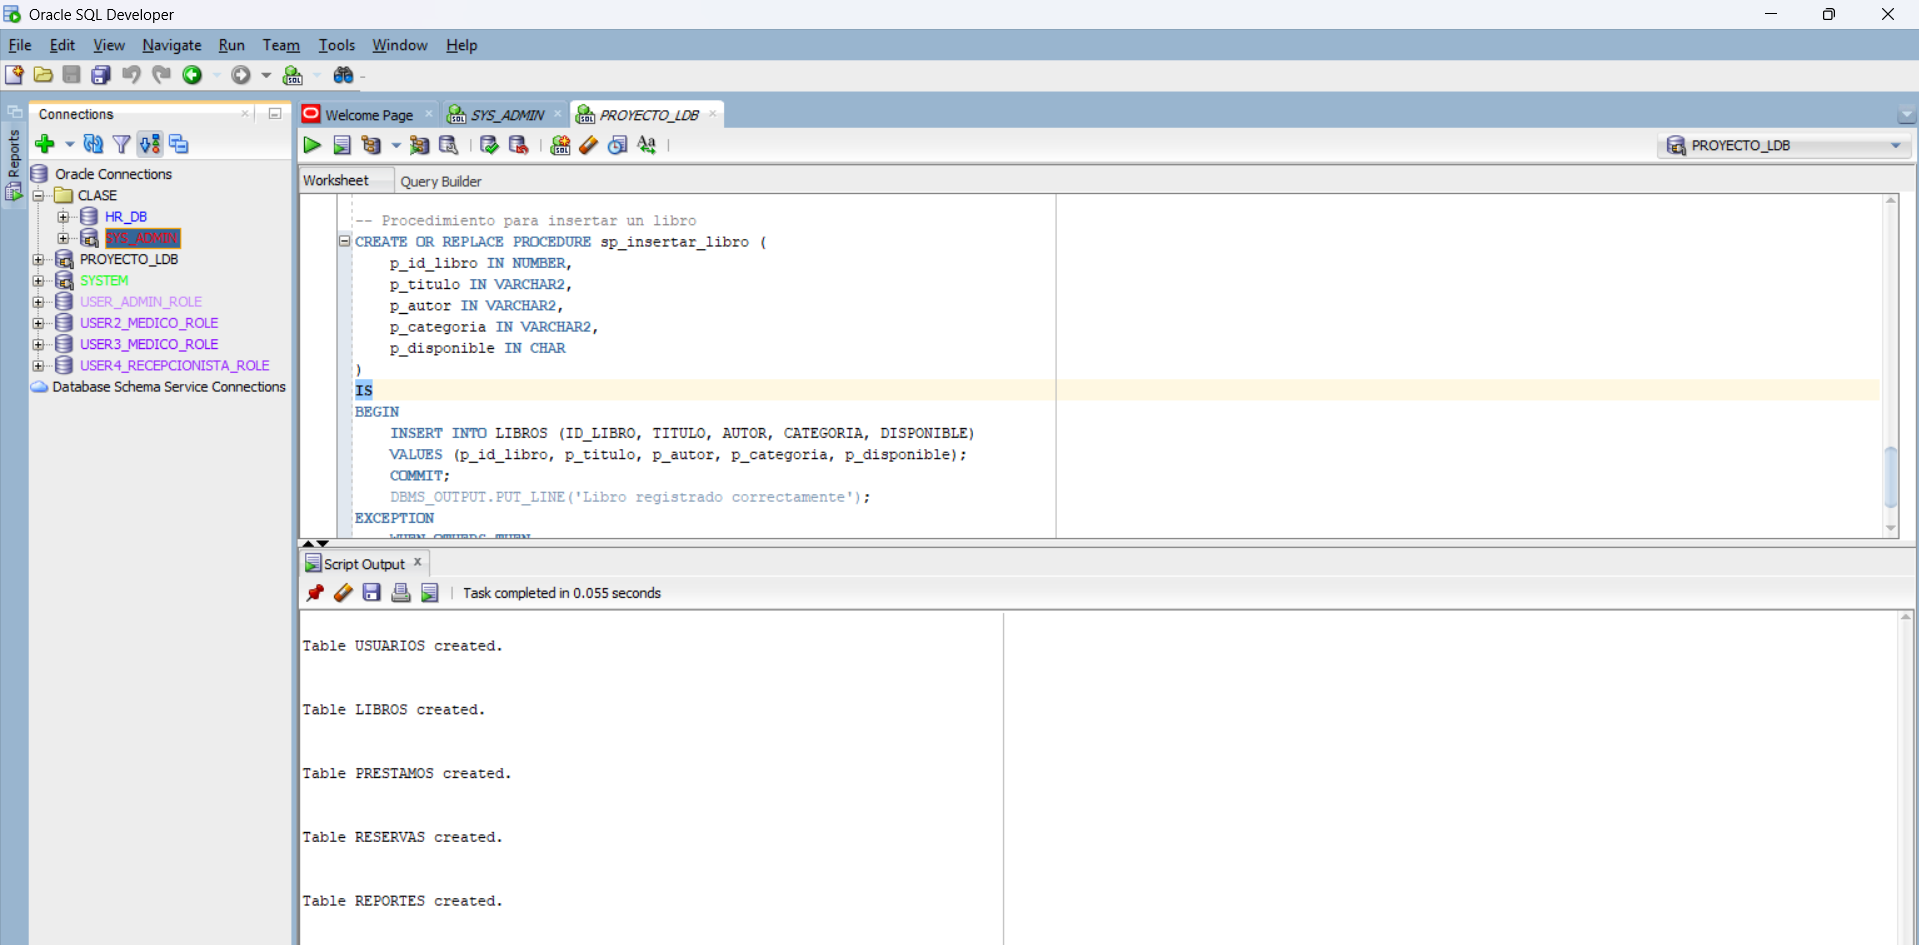 Oracle SQL Developer
File Edit View Navigate Run Team Tools Window Help
Reports
Connections
Oracle Connections
CLASE
HR_DB
SYS_ADMIN
PROYECTO_LDB
SYSTEM
USER_ADMIN_ROLE
USER2_MEDICO_ROLE
USER3_MEDICO_ROLE
USER4_RECEPCIONISTA_ROLE
Database Schema Service Connections
Welcome Page SYS_ADMIN PROYECTO_LDB
PROYECTO_LDB
Worksheet Query Builder
-- Procedimiento para insertar un libro
CREATE OR REPLACE PROCEDURE sp_insertar_libro (
p_id_libro IN NUMBER,
p_titulo IN VARCHAR2,
p_autor IN VARCHAR2,
p_categoria IN VARCHAR2,
p_disponible IN CHAR
)
IS
BEGIN
INSERT INTO LIBROS (ID_LIBRO, TITULO, AUTOR, CATEGORIA, DISPONIBLE)
VALUES (p_id_libro, p_titulo, p_autor, p_categoria, p_disponible);
COMMIT;
DBMS_OUTPUT.PUT_LINE('Libro registrado correctamente');
EXCEPTION
WHEN OTHERS THEN
Script Output
Task completed in 0.055 seconds
Table USUARIOS created.
Table LIBROS created.
Table PRESTAMOS created.
Table RESERVAS created.
Table REPORTES created.